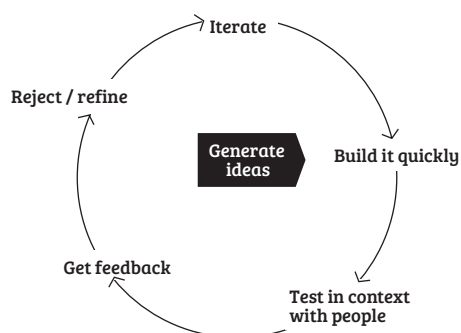 Iterate
Reject / refine
Generate
ideas
Build it quickly
Get feedback
Test in context
with people